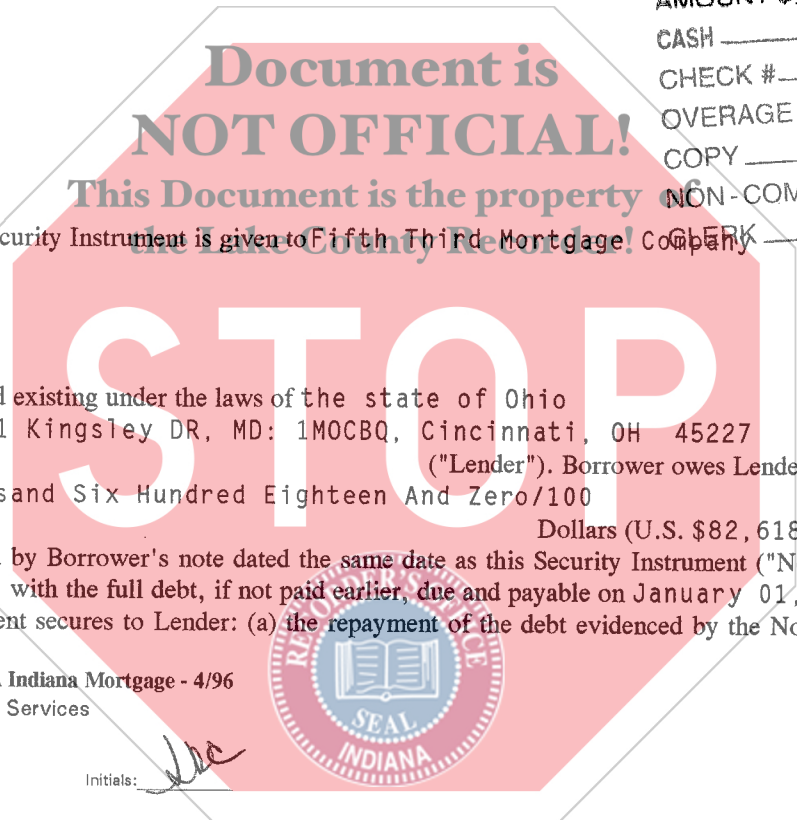 AMOUNT $
CASH
CHECK #
OVERAGE
COPY
NON-COM
CLERK
Document is
NOT OFFICIAL!
This Document is the property of
the Lake County Recorder!
curity Instrument is given to Fifth Third Mortgage Company
STOP
d existing under the laws of the state of Ohio
1 Kingsley DR, MD: 1MOCBQ, Cincinnati, OH 45227
("Lender"). Borrower owes Lende
sand Six Hundred Eighteen And Zero/100
Dollars (U.S. $82,618
by Borrower's note dated the same date as this Security Instrument ("N
with the full debt, if not paid earlier, due and payable on January 01,
ent secures to Lender: (a) the repayment of the debt evidenced by the No
RECORDER'S OFFICE
SEAL
INDIANA
Indiana Mortgage - 4/96
Services
Initials: